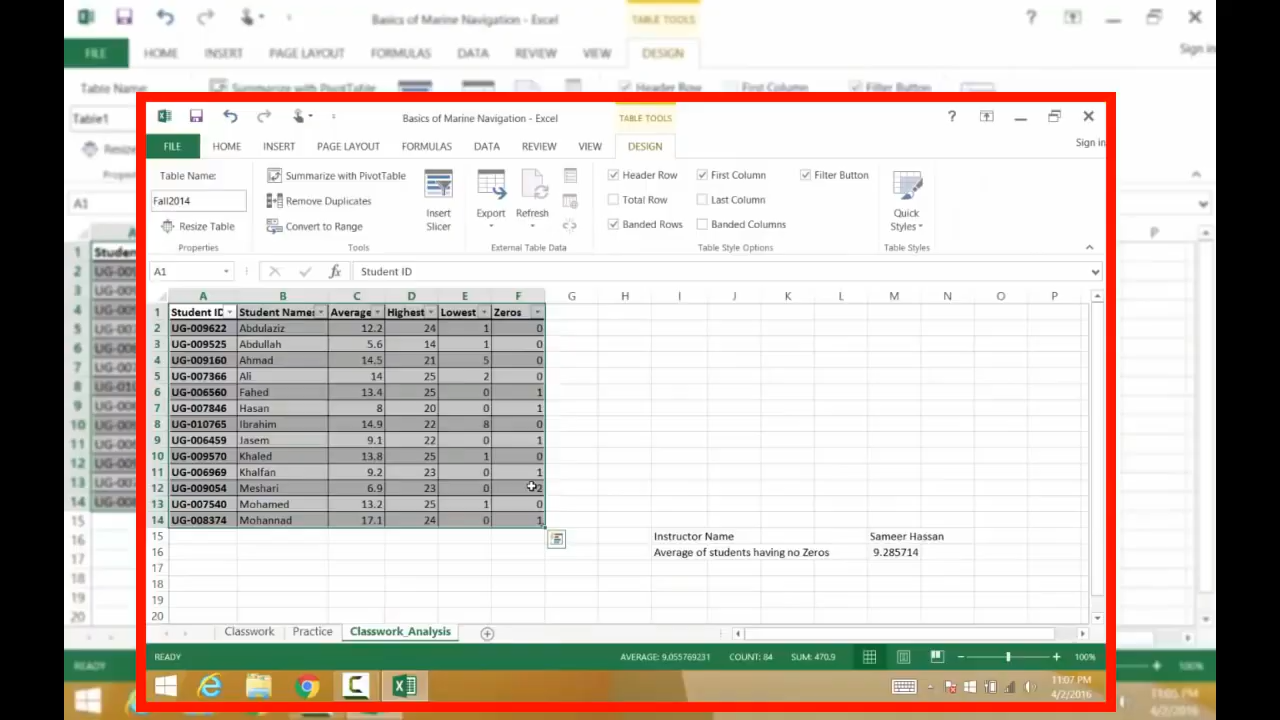 Basics of Marine Navigation - Excel
TABLE TOOLS
?
FILE
HOME
INSERT
PAGE LAYOUT
FORMULAS
DATA
REVIEW
VIEW
DESIGN
Sign in
Table Name:
Summarize with PivotTable
Header Row
First Column
Filter Button
Table1
A1
P
Basics of Marine Navigation - Excel
TABLE TOOLS
?
FILE
HOME
INSERT
PAGE LAYOUT
FORMULAS
DATA
REVIEW
VIEW
DESIGN
Sign in
Table Name:
Summarize with PivotTable
Header Row
First Column
Filter Button
Fall2014
Remove Duplicates
Insert Slicer
Export
Refresh
Total Row
Last Column
Quick Styles
Resize Table
Convert to Range
Banded Rows
Banded Columns
Properties
Tools
External Table Data
Table Style Options
Table Styles
A1
fx
Student ID
A B C D E F G H I J K L M N O P
1 Student ID Student Names Average Highest Lowest Zeros
2 UG-009622 Abdulaziz 12.2 24 1 0
3 UG-009525 Abdullah 5.6 14 1 0
4 UG-009160 Ahmad 14.5 21 5 0
5 UG-007366 Ali 14 25 2 0
6 UG-006560 Fahed 13.4 25 0 1
7 UG-007846 Hasan 8 20 0 1
8 UG-010765 Ibrahim 14.9 22 8 0
9 UG-006459 Jasem 9.1 22 0 1
10 UG-009570 Khaled 13.8 25 1 0
11 UG-006969 Khalfan 9.2 23 0 1
12 UG-009054 Meshari 6.9 23 0 2
13 UG-007540 Mohamed 13.2 25 1 0
14 UG-008374 Mohannad 17.1 24 0 1
15 Instructor Name Sameer Hassan
16 Average of students having no Zeros 9.285714
17
18
19
20
Classwork
Practice
Classwork_Analysis
READY
AVERAGE: 9.055769231
COUNT: 84
SUM: 470.9
100%
11:07 PM
4/2/2016
READY
100%
11:05 PM
4/2/2016